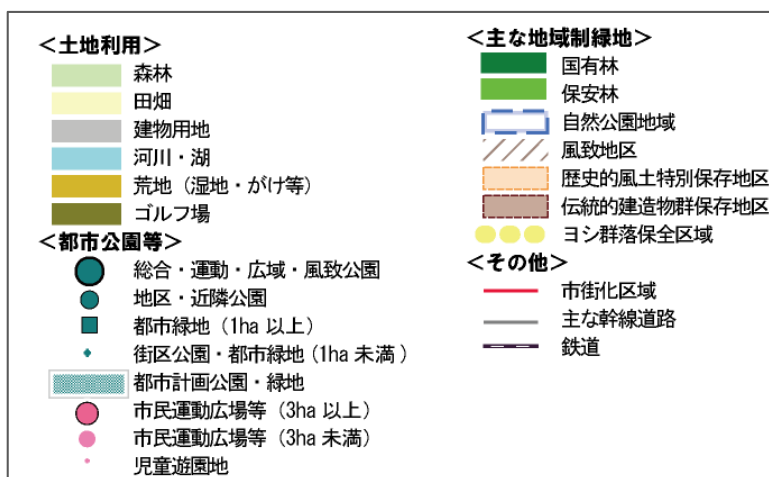 <土地利用>
森林
田畑
建物用地
河川・湖
荒地（湿地・がけ等）
ゴルフ場
<都市公園等>
総合・運動・広域・風致公園
地区・近隣公園
都市緑地（1ha 以上）
街区公園・都市緑地（1ha 未満）
都市計画公園・緑地
市民運動広場等（3ha 以上）
市民運動広場等（3ha 未満）
児童遊園地
<主な地域制緑地>
国有林
保安林
自然公園地域
風致地区
歴史的風土特別保存地区
伝統的建造物群保存地区
ヨシ群落保全区域
<その他>
市街化区域
主な幹線道路
鉄道